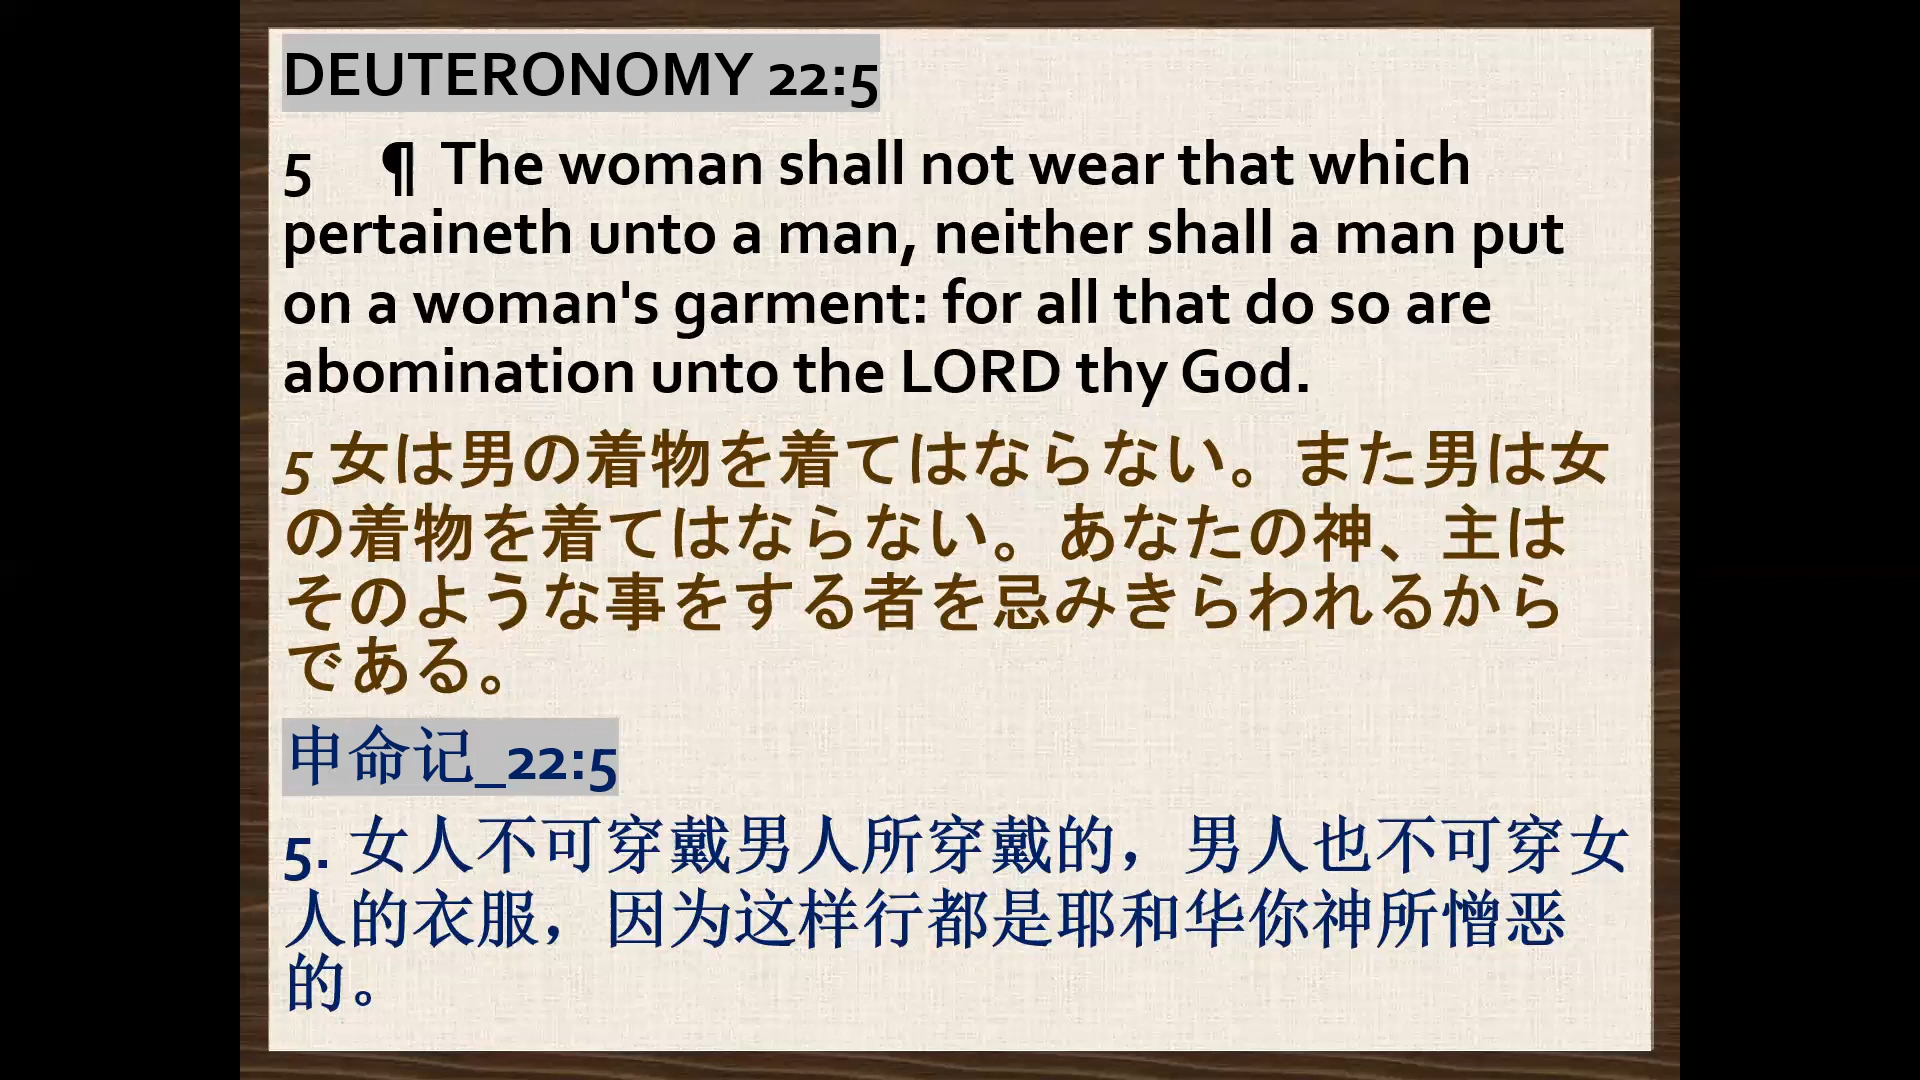 DEUTERONOMY 22:5
5 ¶ The woman shall not wear that which
pertaineth unto a man, neither shall a man put
on a woman's garment: for all that do so are
abomination unto the LORD thy God.
5 女は男の着物を着てはならない。また男は女
の着物を着てはならない。あなたの神、主は
そのような事をする者を忌みきらわれるから
である。
申命记_22:5
5. 女人不可穿戴男人所穿戴的，男人也不可穿女
人的衣服，因为这样行都是耶和华你神所憎恶
的。